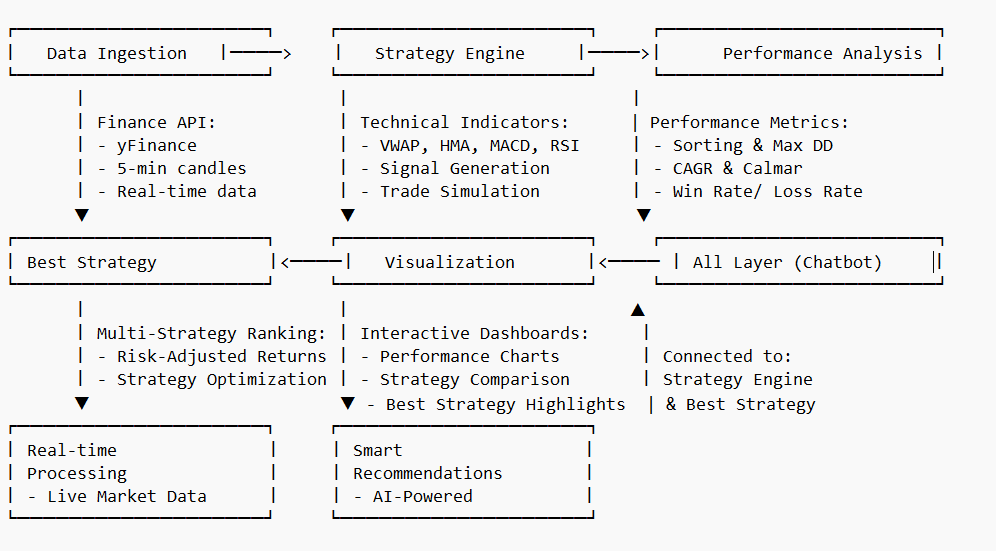 Data Ingestion
Strategy Engine
Performance Analysis
Finance API:
- yFinance
- 5-min candles
- Real-time data
Technical Indicators:
- VWAP, HMA, MACD, RSI
- Signal Generation
- Trade Simulation
Performance Metrics:
- Sorting & Max DD
- CAGR & Calmar
- Win Rate/ Loss Rate
Best Strategy
Visualization
All Layer (Chatbot)
Multi-Strategy Ranking:
- Risk-Adjusted Returns
- Strategy Optimization
Interactive Dashboards:
- Performance Charts
- Strategy Comparison
- Best Strategy Highlights
Connected to:
Strategy Engine
& Best Strategy
Real-time
Processing
- Live Market Data
Smart
Recommendations
- AI-Powered